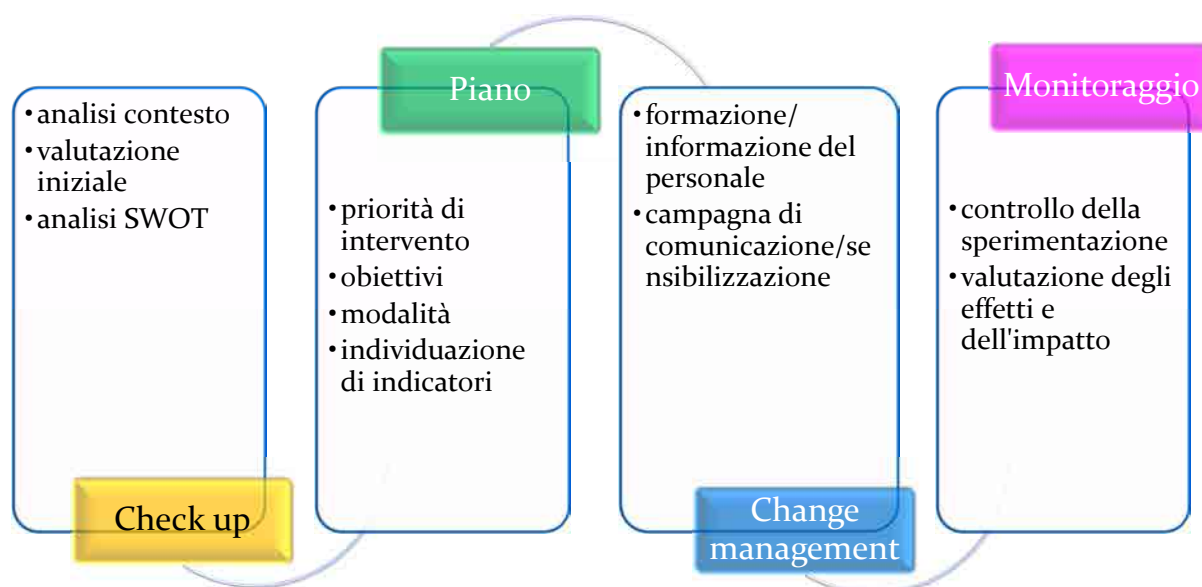 • analisi contesto
• valutazione
iniziale
• analisi SWOT
Check up
Piano
• priorità di
intervento
• obiettivi
• modalità
• individuazione
di indicatori
• formazione/
informazione del
personale
• campagna di
comunicazione/se
nsibilizzazione
Change
management
Monitoraggio
• controllo della
sperimentazione
• valutazione degli
effetti e
dell'impatto